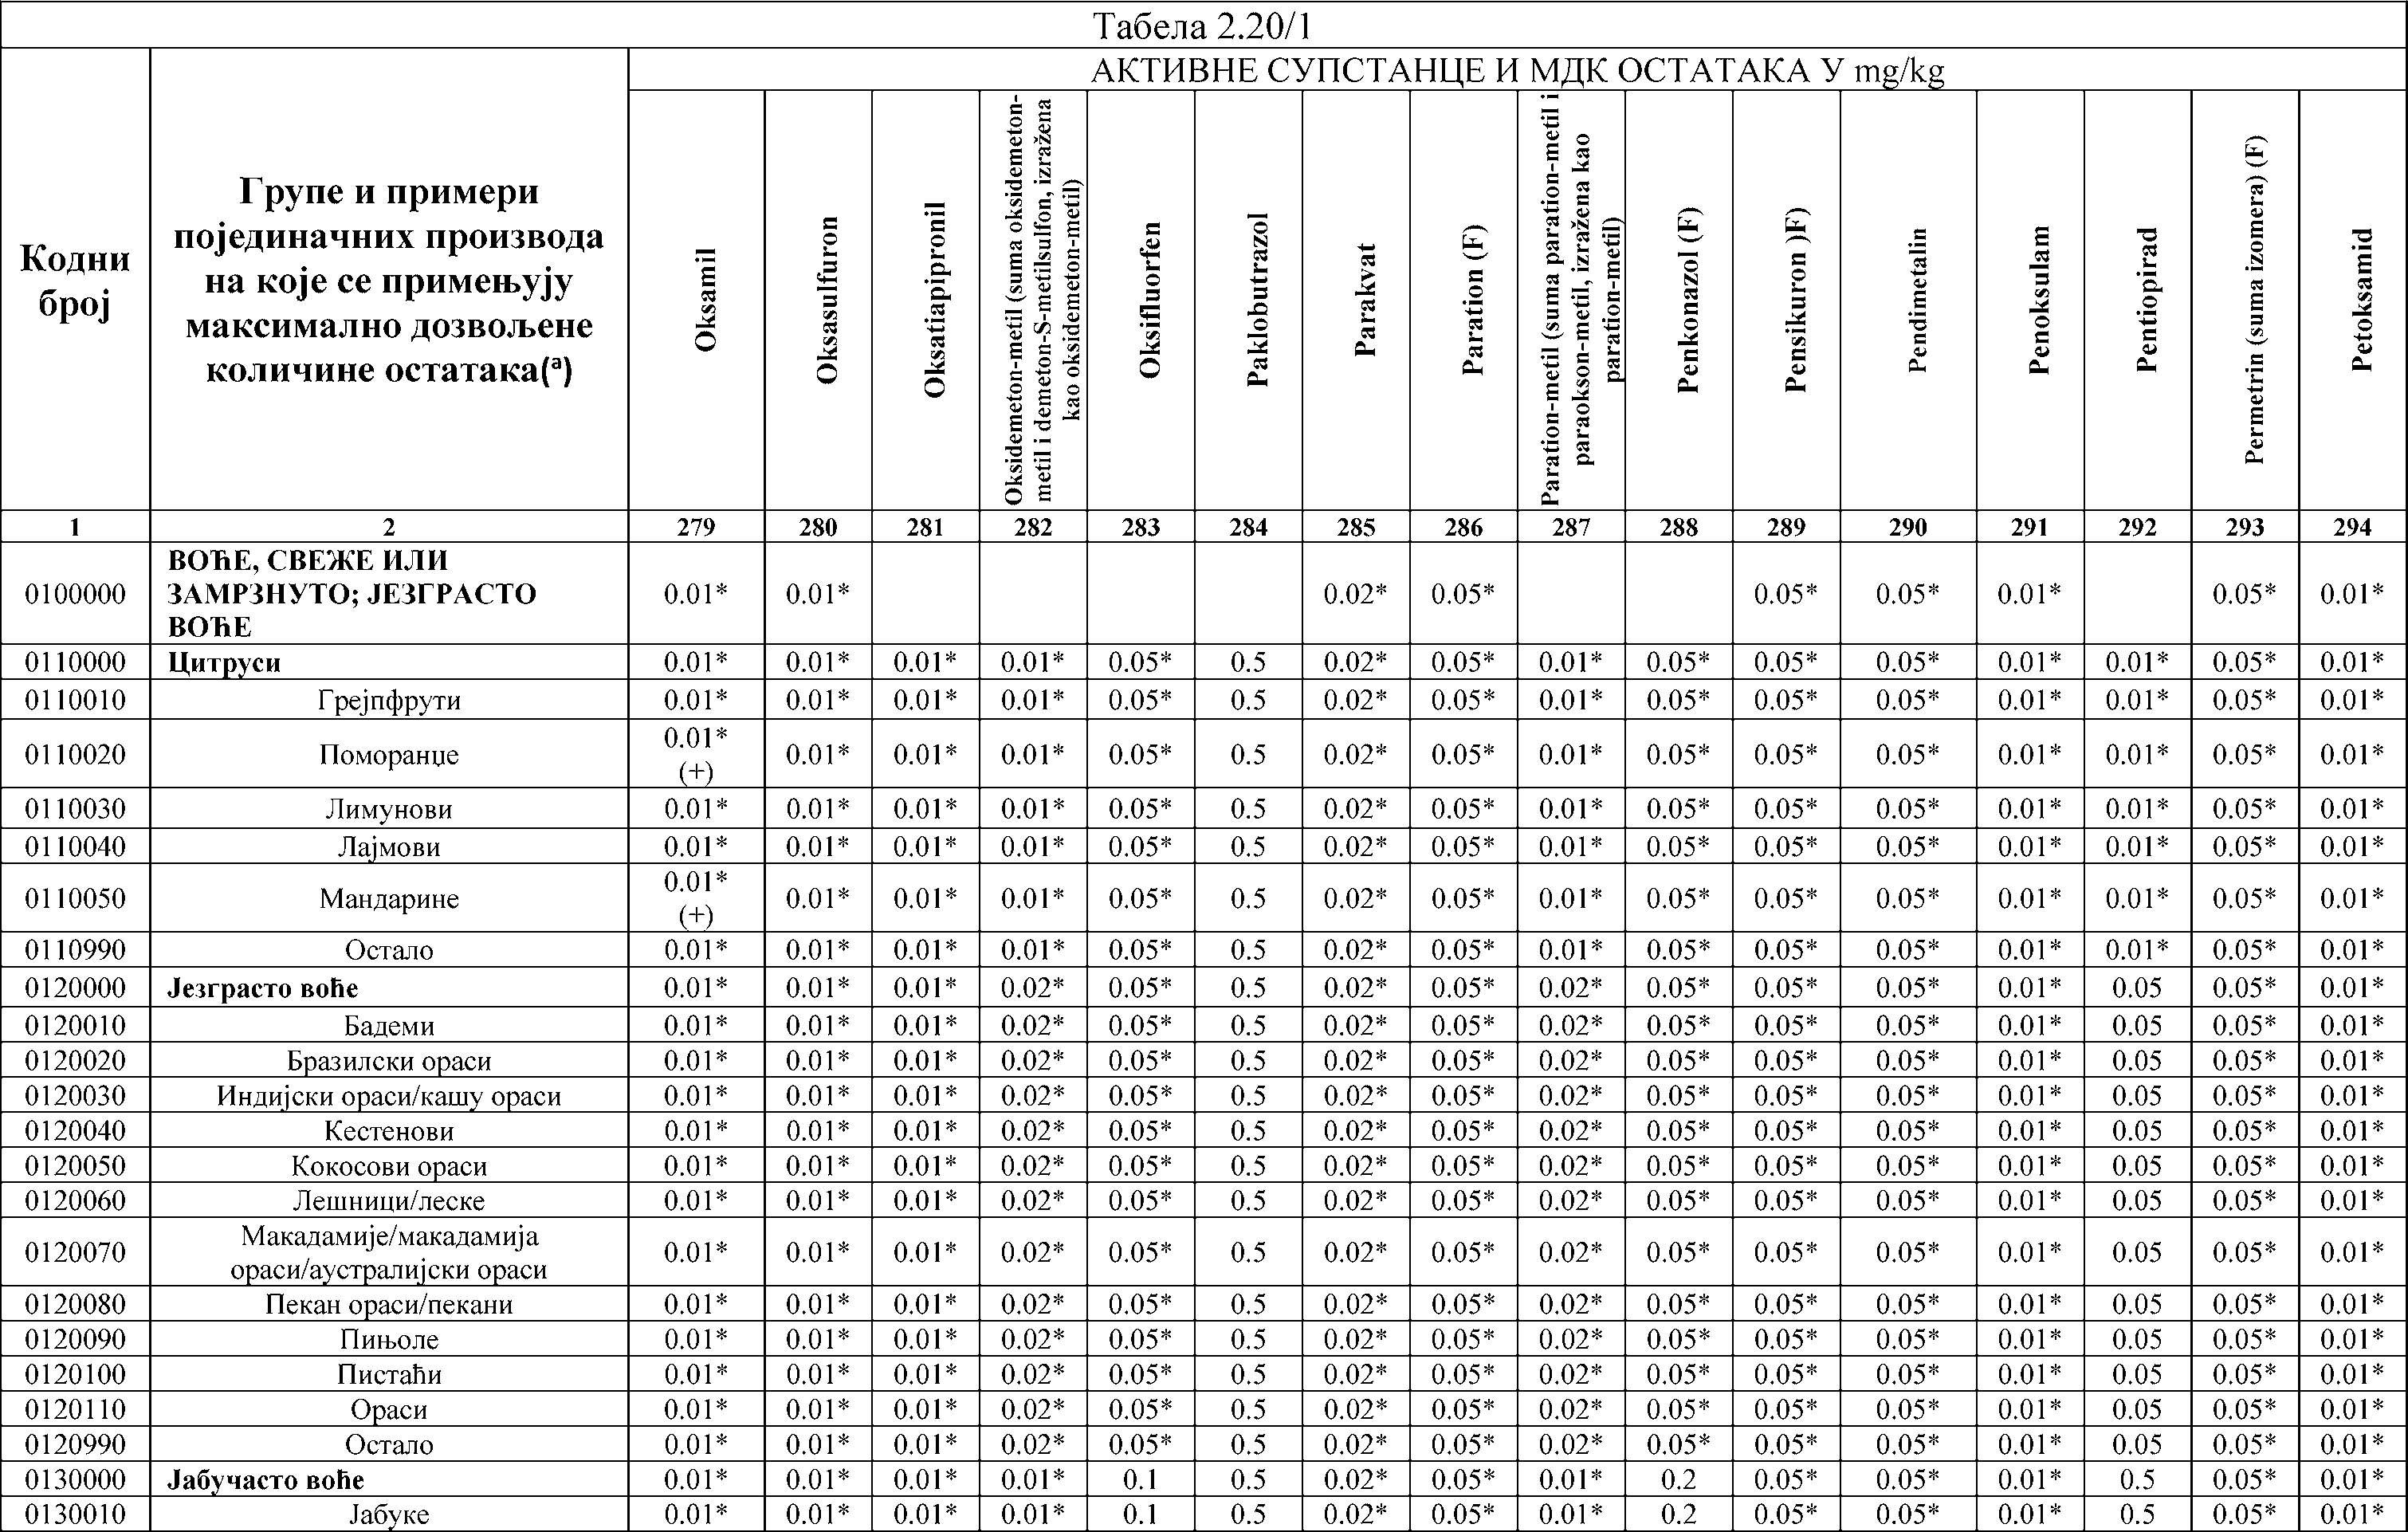 Табела 2.20/1
АКТИВНЕ СУПСТАНЦЕ И МДК ОСТАТАКА У mg/kg
Кодни
број
Групе и примери
појединачних производа
на које се примењују
максимално дозвољене
количине остатака(ᵃ)
Oksamil
Oksasulfuron
Oksatiapipronil
Oksidemeton-metil (suma oksidemeton-
metil i demeton-S-metilsulfon, izražena
kao oksidemeton-metil)
Oksifluorfen
Paklobutrazol
Parakvat
Paration (F)
Paration-metil (suma paration-metil i
paraokson-metil, izražena kao
paration-metil)
Penkonazol (F)
Pensikuron )F)
Pendimetalin
Penoksulam
Pentiopirad
Permetrin (suma izomera) (F)
Petoksamid
1 2 279 280 281 282 283 284 285 286 287 288 289 290 291 292 293 294
ВОЋЕ, СВЕЖЕ ИЛИ
0100000 ЗАМРЗНУТО; ЈЕЗГРАСТО 0.01* 0.01* 0.02* 0.05* 0.05* 0.05* 0.01* 0.05* 0.01*
ВОЋЕ
0110000 Цитруси 0.01* 0.01* 0.01* 0.01* 0.05* 0.5 0.02* 0.05* 0.01* 0.05* 0.05* 0.05* 0.01* 0.01* 0.05* 0.01*
0110010 Грејпфрути 0.01* 0.01* 0.01* 0.01* 0.05* 0.5 0.02* 0.05* 0.01* 0.05* 0.05* 0.05* 0.01* 0.01* 0.05* 0.01*
0110020 Поморанџе 0.01* 0.01* 0.01* 0.01* 0.05* 0.5 0.02* 0.05* 0.01* 0.05* 0.05* 0.05* 0.01* 0.01* 0.05* 0.01*
(+)
0110030 Лимунови 0.01* 0.01* 0.01* 0.01* 0.05* 0.5 0.02* 0.05* 0.01* 0.05* 0.05* 0.05* 0.01* 0.01* 0.05* 0.01*
0110040 Лајмови 0.01* 0.01* 0.01* 0.01* 0.05* 0.5 0.02* 0.05* 0.01* 0.05* 0.05* 0.05* 0.01* 0.01* 0.05* 0.01*
0110050 Мандарине 0.01* 0.01* 0.01* 0.01* 0.05* 0.5 0.02* 0.05* 0.01* 0.05* 0.05* 0.05* 0.01* 0.01* 0.05* 0.01*
(+)
0110990 Остало 0.01* 0.01* 0.01* 0.01* 0.05* 0.5 0.02* 0.05* 0.01* 0.05* 0.05* 0.05* 0.01* 0.01* 0.05* 0.01*
0120000 Језграсто воће 0.01* 0.01* 0.01* 0.02* 0.05* 0.5 0.02* 0.05* 0.02* 0.05* 0.05* 0.05* 0.01* 0.05 0.05* 0.01*
0120010 Бадеми 0.01* 0.01* 0.01* 0.02* 0.05* 0.5 0.02* 0.05* 0.02* 0.05* 0.05* 0.05* 0.01* 0.05 0.05* 0.01*
0120020 Бразилски ораси 0.01* 0.01* 0.01* 0.02* 0.05* 0.5 0.02* 0.05* 0.02* 0.05* 0.05* 0.05* 0.01* 0.05 0.05* 0.01*
0120030 Индијски ораси/кашу ораси 0.01* 0.01* 0.01* 0.02* 0.05* 0.5 0.02* 0.05* 0.02* 0.05* 0.05* 0.05* 0.01* 0.05 0.05* 0.01*
0120040 Кестенови 0.01* 0.01* 0.01* 0.02* 0.05* 0.5 0.02* 0.05* 0.02* 0.05* 0.05* 0.05* 0.01* 0.05 0.05* 0.01*
0120050 Кокосови ораси 0.01* 0.01* 0.01* 0.02* 0.05* 0.5 0.02* 0.05* 0.02* 0.05* 0.05* 0.05* 0.01* 0.05 0.05* 0.01*
0120060 Лешници/леске 0.01* 0.01* 0.01* 0.02* 0.05* 0.5 0.02* 0.05* 0.02* 0.05* 0.05* 0.05* 0.01* 0.05 0.05* 0.01*
Макадамије/макадамија
0120070 ораси/аустралијски ораси 0.01* 0.01* 0.01* 0.02* 0.05* 0.5 0.02* 0.05* 0.02* 0.05* 0.05* 0.05* 0.01* 0.05 0.05* 0.01*
0120080 Пекан ораси/пекани 0.01* 0.01* 0.01* 0.02* 0.05* 0.5 0.02* 0.05* 0.02* 0.05* 0.05* 0.05* 0.01* 0.05 0.05* 0.01*
0120090 Пињоле 0.01* 0.01* 0.01* 0.02* 0.05* 0.5 0.02* 0.05* 0.02* 0.05* 0.05* 0.05* 0.01* 0.05 0.05* 0.01*
0120100 Пистаћи 0.01* 0.01* 0.01* 0.02* 0.05* 0.5 0.02* 0.05* 0.02* 0.05* 0.05* 0.05* 0.01* 0.05 0.05* 0.01*
0120110 Ораси 0.01* 0.01* 0.01* 0.02* 0.05* 0.5 0.02* 0.05* 0.02* 0.05* 0.05* 0.05* 0.01* 0.05 0.05* 0.01*
0120990 Остало 0.01* 0.01* 0.01* 0.02* 0.05* 0.5 0.02* 0.05* 0.02* 0.05* 0.05* 0.05* 0.01* 0.05 0.05* 0.01*
0130000 Јабучасто воће 0.01* 0.01* 0.01* 0.01* 0.1 0.5 0.02* 0.05* 0.01* 0.2 0.05* 0.05* 0.01* 0.5 0.05* 0.01*
0130010 Јабуке 0.01* 0.01* 0.01* 0.01* 0.1 0.5 0.02* 0.05* 0.01* 0.2 0.05* 0.05* 0.01* 0.5 0.05* 0.01*